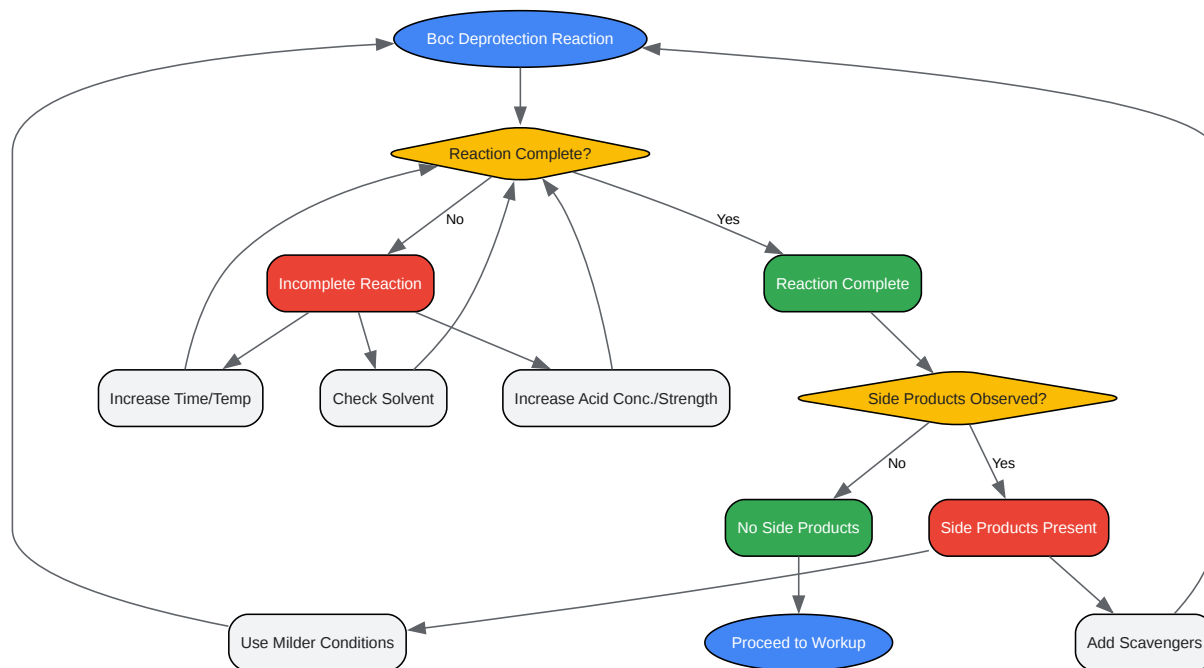 Boc Deprotection Reaction
Reaction Complete?
No
Yes
Incomplete Reaction
Reaction Complete
Increase Time/Temp
Check Solvent
Increase Acid Conc./Strength
Side Products Observed?
No
Yes
No Side Products
Side Products Present
Use Milder Conditions
Proceed to Workup
Add Scavengers